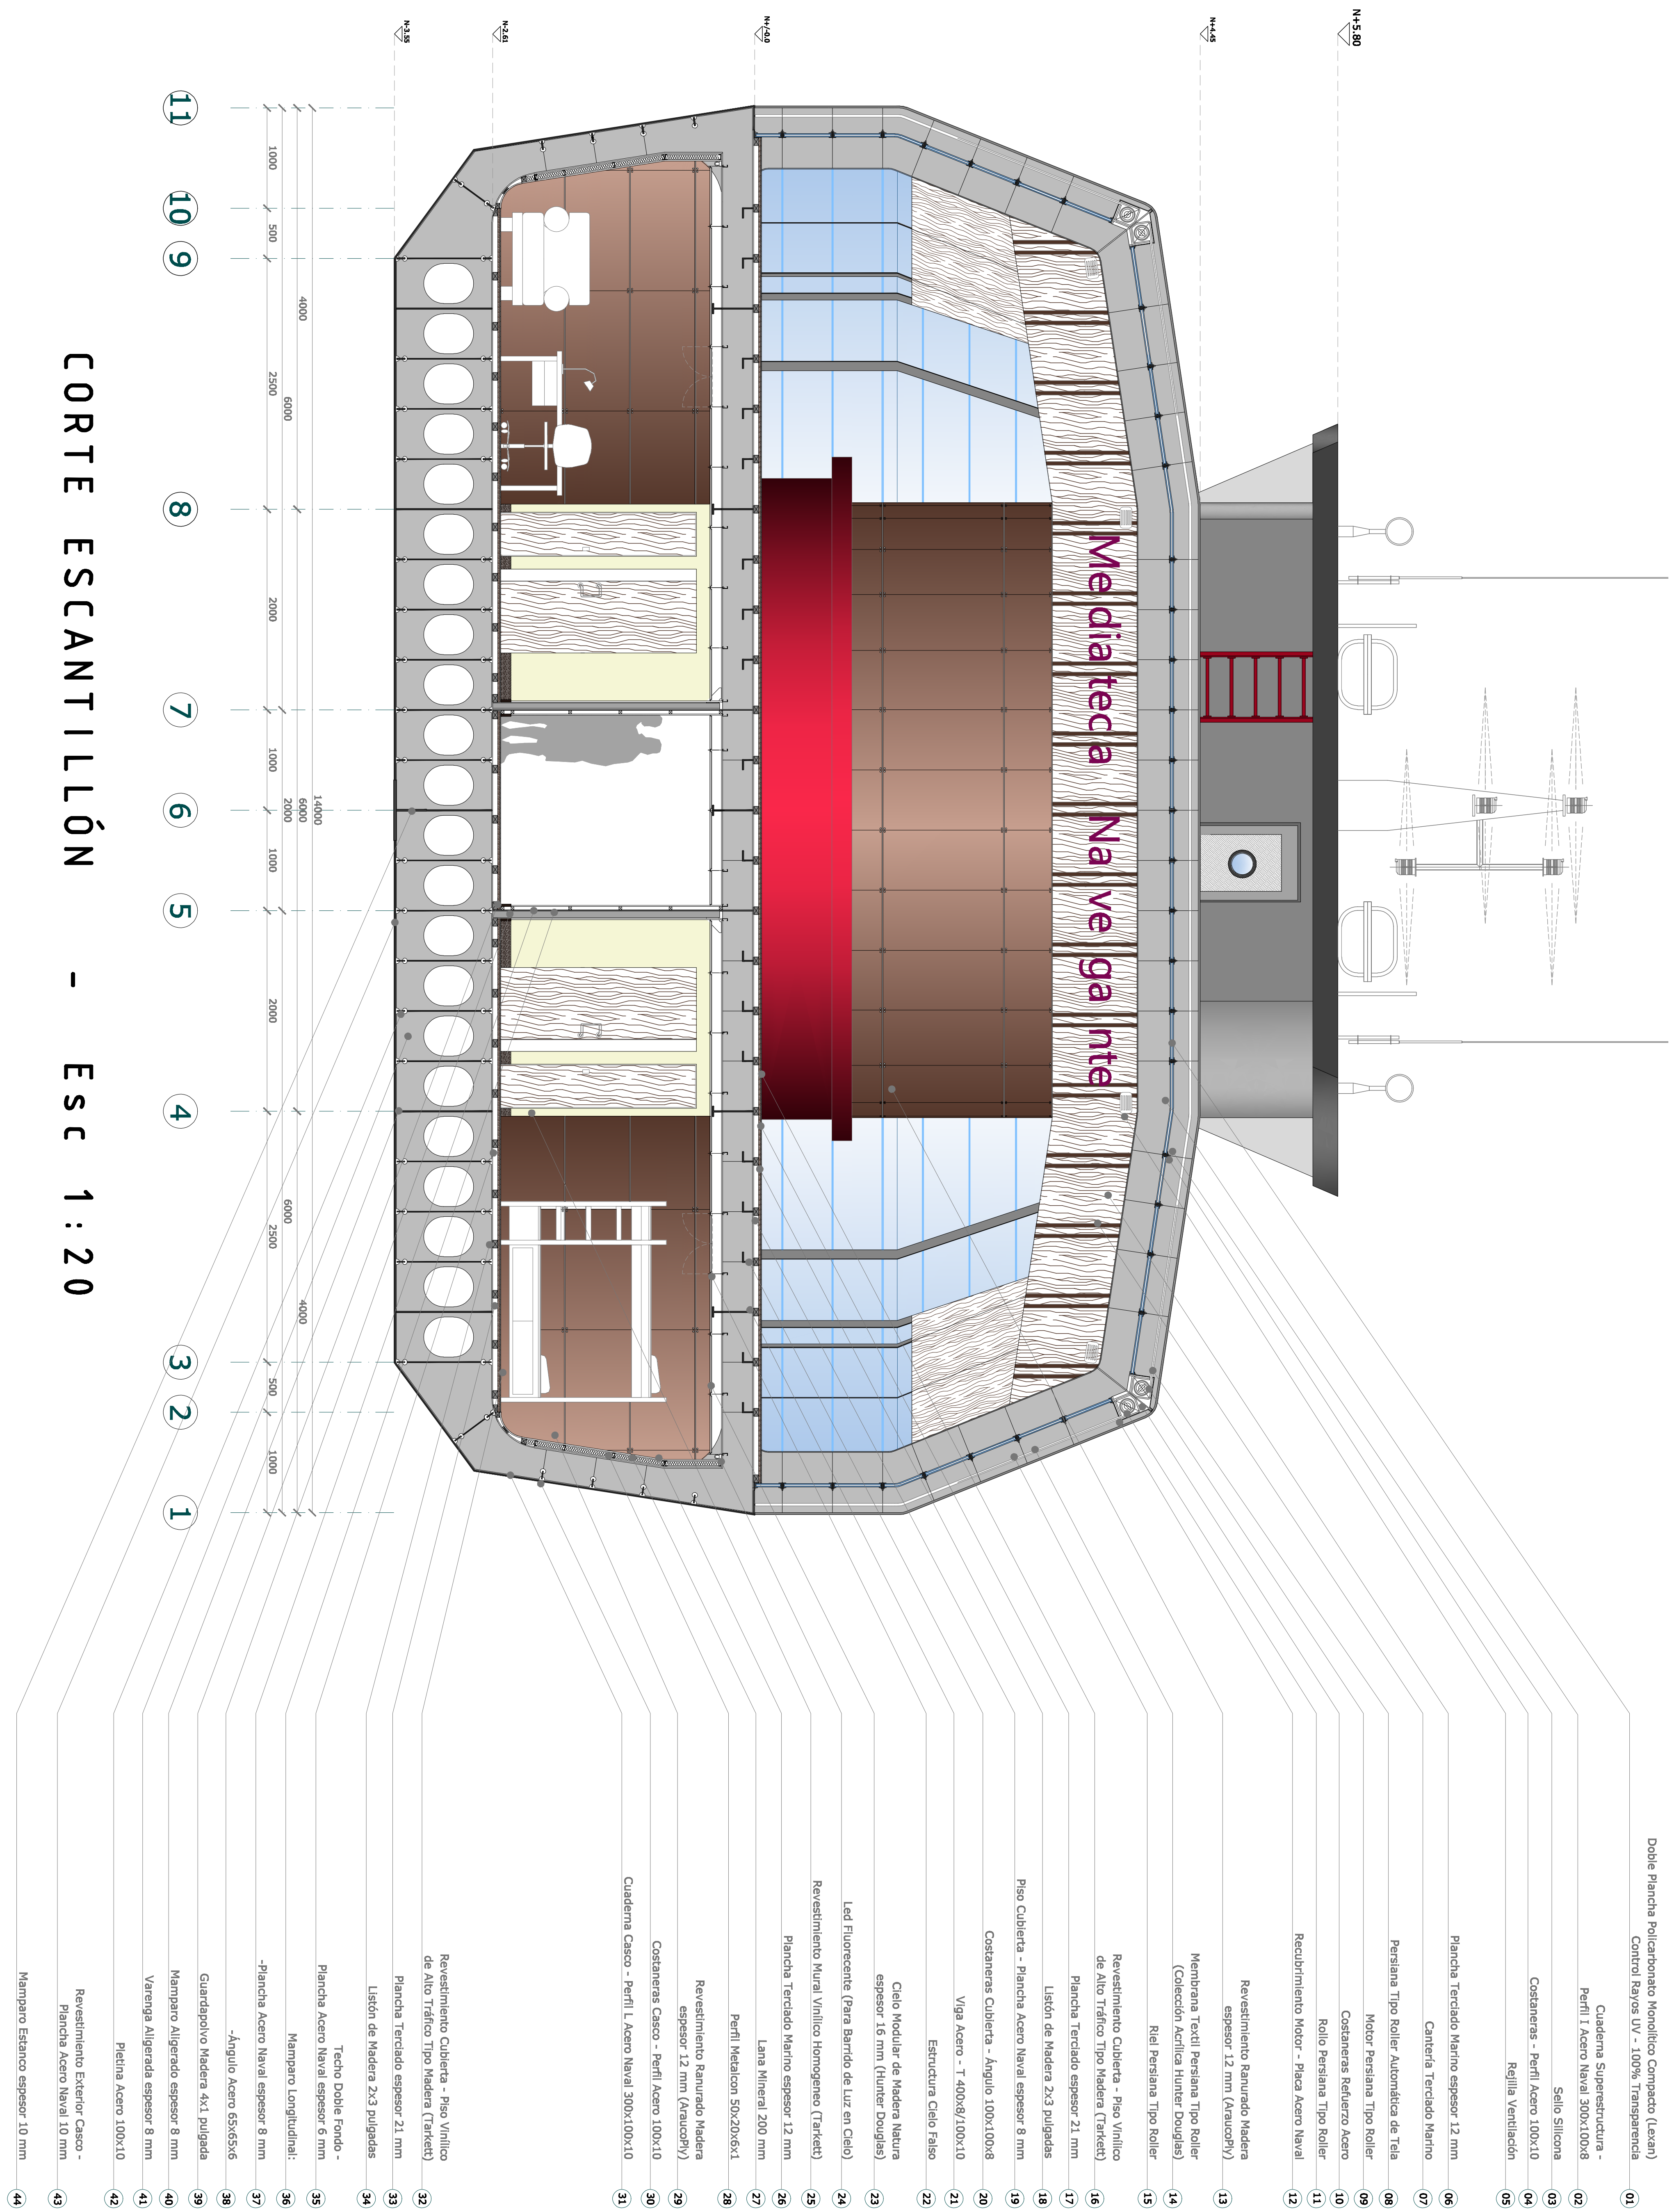 CORTE ESCANTILLÓN - Esc 1:20
N+5.80
N+4.45
N+/-0.0
N-2.61
N-3.55
Mediateca Navegante
14000
4000
6000
4000
6000
2000
6000
1000
500
2500
2000
1000
1000
2000
2500
500
1000
11
10
9
8
7
6
5
4
3
2
1
Doble Plancha Policarbonato Monolítico Compacto (Lexan)
Control Rayos UV - 100% Transparencia
01
Cuaderna Superestructura -
Perfil I Acero Naval 300x100x8
02
Sello Silicona
03
Costaneras - Perfil Acero 100x10
04
Rejilla Ventilación
05
Plancha Terciado Marino espesor 12 mm
06
Cantería Terciado Marino
07
Persiana Tipo Roller Automática de Tela
08
Motor Persiana Tipo Roller
09
Costaneras Refuerzo Acero
10
Rollo Persiana Tipo Roller
11
Recubrimiento Motor - Placa Acero Naval
12
Revestimiento Ranurado Madera
espesor 12 mm (AraucoPly)
13
Membrana Textil Persiana Tipo Roller
(Colección Acrílica Hunter Douglas)
14
Riel Persiana Tipo Roller
15
Revestimiento Cubierta - Piso Vinílico
de Alto Tráfico Tipo Madera (Tarkett)
16
Plancha Terciado espesor 21 mm
17
Listón de Madera 2x3 pulgadas
18
Piso Cubierta - Plancha Acero Naval espesor 8 mm
19
Costaneras Cubierta - Ángulo 100x100x8
20
Viga Acero - T 400x8/100x10
21
Estructura Cielo Falso
22
Cielo Modular de Madera Natura
espesor 16 mm (Hunter Douglas)
23
Led Fluorecente (Para Barrido de Luz en Cielo)
24
Revestimiento Mural Vinílico Homogeneo (Tarkett)
25
Plancha Terciado Marino espesor 12 mm
26
Lana Mineral 200 mm
27
Perfil Metalcon 50x20x6x1
28
Revestimiento Ranurado Madera
espesor 12 mm (AraucoPly)
29
Costaneras Casco - Perfil Acero 100x10
30
Cuaderna Casco - Perfil L Acero Naval 300x100x10
31
Revestimiento Cubierta - Piso Vinílico
de Alto Tráfico Tipo Madera (Tarkett)
32
Plancha Terciado espesor 21 mm
33
Listón de Madera 2x3 pulgadas
34
Techo Doble Fondo -
Plancha Acero Naval espesor 6 mm
35
Mamparo Longitudinal:
36
-Plancha Acero Naval espesor 8 mm
37
-Ángulo Acero 65x65x6
38
Guardapolvo Madera 4x1 pulgada
39
Mamparo Aligerado espesor 8 mm
40
Varenga Aligerada espesor 8 mm
41
Pletina Acero 100x10
42
Revestimiento Exterior Casco -
Plancha Acero Naval 10 mm
43
Mamparo Estanco espesor 10 mm
44